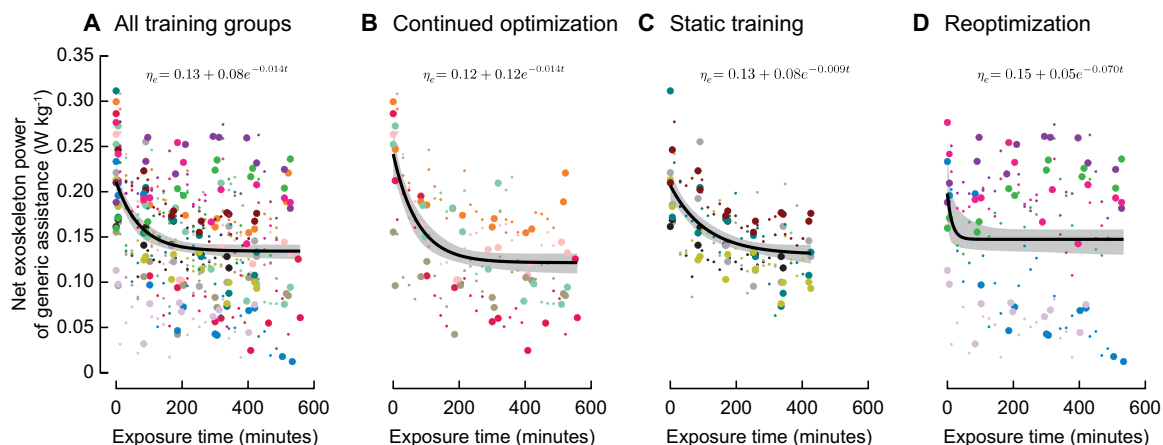 A All training groups
B Continued optimization
C Static training
D Reoptimization
Net exoskeleton power
of generic assistance (W kg⁻¹)
0.35
0.30
0.25
0.20
0.15
0.10
0.05
0
ηₑ = 0.13 + 0.08e^{−0.014t}
ηₑ = 0.12 + 0.12e^{−0.014t}
ηₑ = 0.13 + 0.08e^{−0.009t}
ηₑ = 0.15 + 0.05e^{−0.070t}
0 200 400 600
0 200 400 600
0 200 400 600
0 200 400 600
Exposure time (minutes)
Exposure time (minutes)
Exposure time (minutes)
Exposure time (minutes)